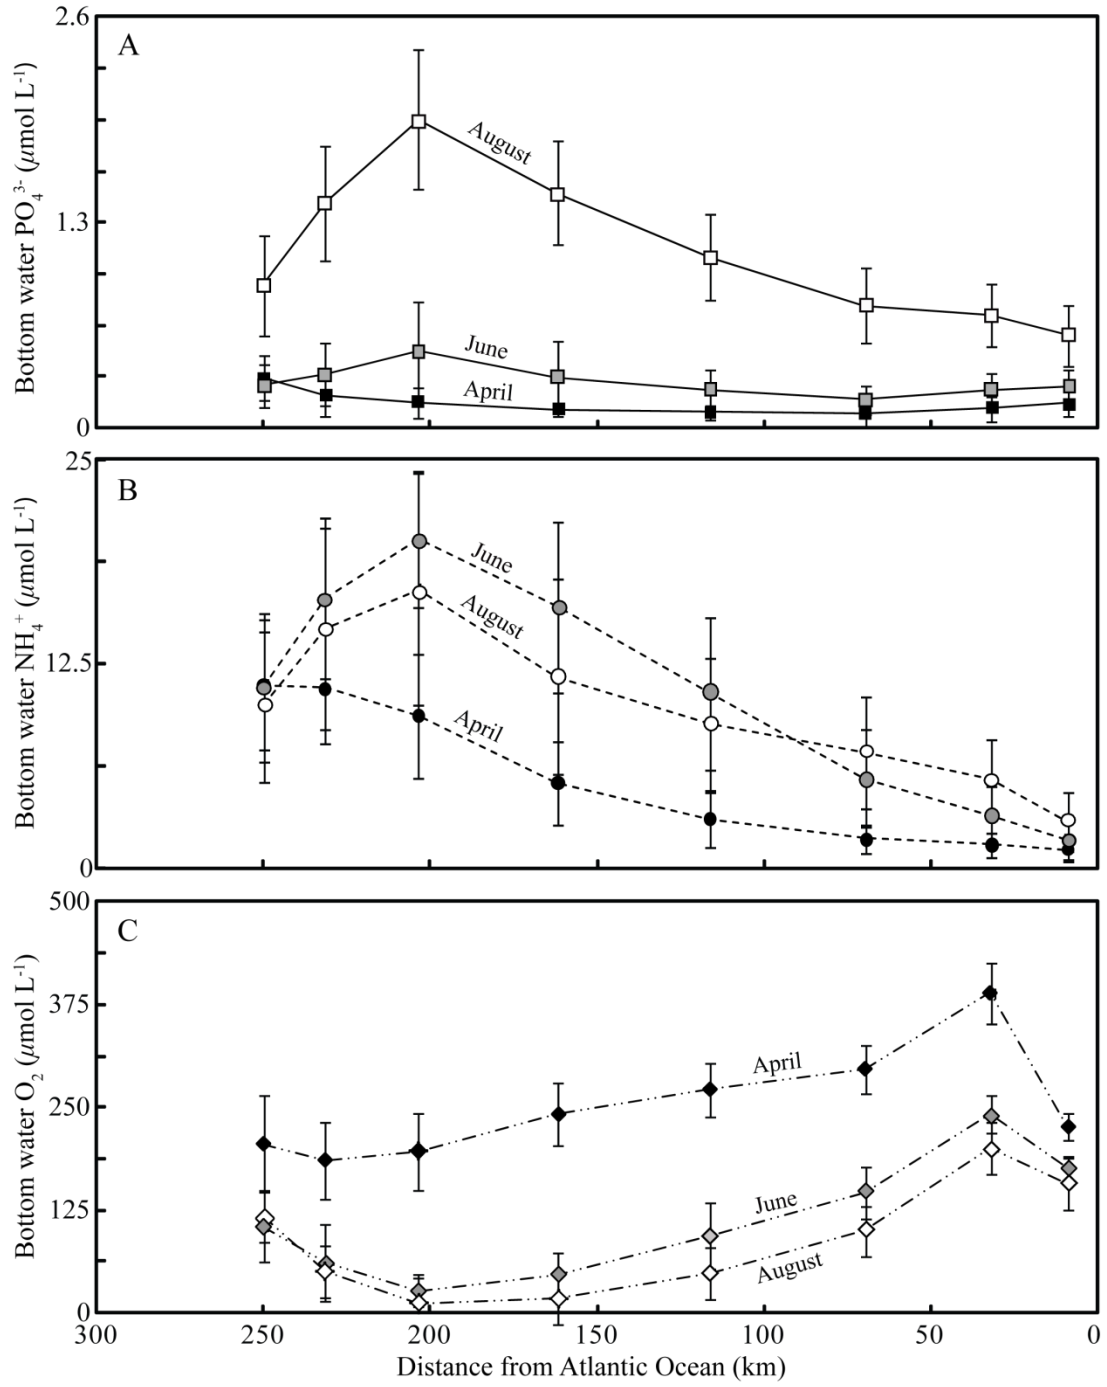 2.6
A
Bottom water PO₄³⁻ (μmol L⁻¹)
August
1.3
June
April
0
25
B
Bottom water NH₄⁺ (μmol L⁻¹)
June
August
12.5
April
0
500
C
Bottom water O₂ (μmol L⁻¹)
375
April
250
125
June
August
0
300 250 200 150 100 50 0
Distance from Atlantic Ocean (km)